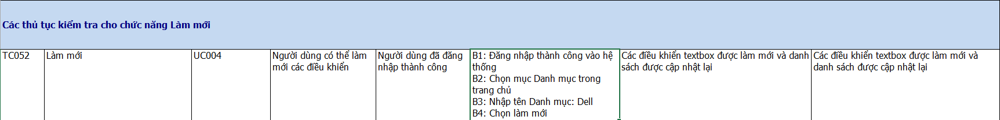 Các thủ tục kiểm tra cho chức năng Làm mới
TC052
Làm mới
UC004
Người dùng có thể làm
mới các điều khiển
Người dùng đã đăng
nhập thành công
B1: Đăng nhập thành công vào hệ
thống
B2: Chọn mục Danh mục trong
trang chủ
B3: Nhập tên Danh mục: Dell
B4: Chọn làm mới
Các điều khiển textbox được làm mới và danh
sách được cập nhật lại
Các điều khiển textbox được làm mới và
danh sách được cập nhật lại